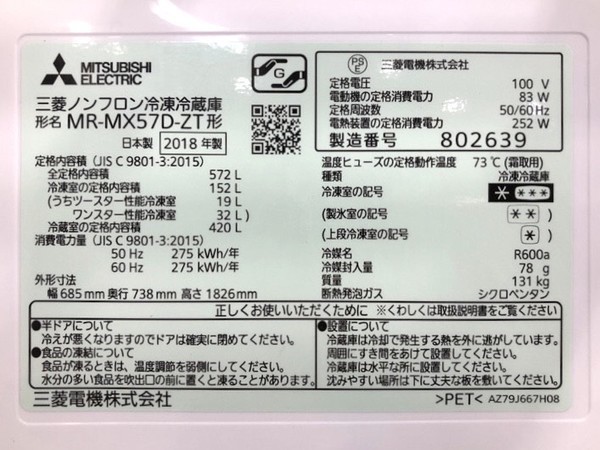 MITSUBISHI
ELECTRIC
G
三菱ノンフロン冷凍冷蔵庫
形名 MR-MX57D-ZT形
日本製 2018 年製
定格内容積 (JIS C 9801-3:2015)
全定格内容積 572 L
冷凍室の定格内容積 152 L
(うちツースター性能冷凍室 19 L
ワンスター性能冷凍室 32 L)
冷蔵室の定格内容積 420 L
消費電力量 (JIS C 9801-3:2015)
50 Hz 275 kWh/年
60 Hz 275 kWh/年
外形寸法
幅 685 mm 奥行 738 mm 高さ 1826 mm
PS
E
三菱電機株式会社
定格電圧 100 V
電動機の定格消費電力 83 W
定格周波数 50/60 Hz
電熱装置の定格消費電力 252 W
製造番号 802639
温度ヒューズの定格動作温度 73 ℃ (霜取用)
種類 冷凍冷蔵庫
冷凍室の記号 * ***
(製氷室の記号 ** )
(上段冷凍室の記号 * )
冷媒名 R600a
冷媒封入量 78 g
質量 131 kg
断熱発泡ガス シクロペンタン
正しくお使いいただくために ※くわしくは取扱説明書をご覧ください
●半ドアについて
冷えが悪くなりますのでドアは確実に閉めてください。
●食品の凍結について
食品が凍るときは、温度調節を弱側にしてください。
水分の多い食品を吹出口の前に置くと凍ることがあります。
●設置について
冷蔵庫は冷却で発生する熱を外に逃がしています。
周囲にすき間をあけて設置してください。
冷蔵庫は水平な所に設置してください。
沈みやすい場所は下に丈夫な板を敷いてください。
三菱電機株式会社
>PET< AZ79J667H08